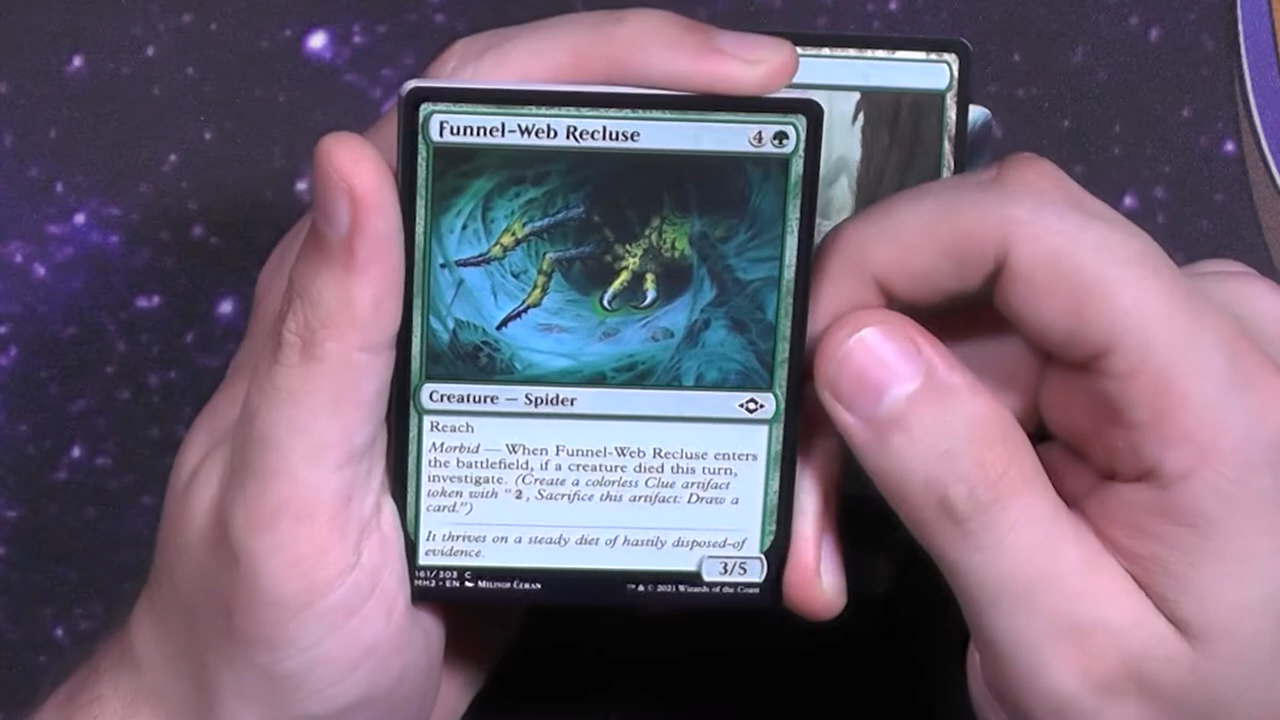 Funnel-Web Recluse 4
Creature — Spider
Reach
Morbid — When Funnel-Web Recluse enters
the battlefield, if a creature died this turn,
investigate. (Create a colorless Clue artifact
token with "2, Sacrifice this artifact: Draw a
card.")
It thrives on a steady diet of hastily disposed-of
evidence.
3/5
161/303 C
MH2 • EN Milivoj Ćeran
™ & © 2021 Wizards of the Coast